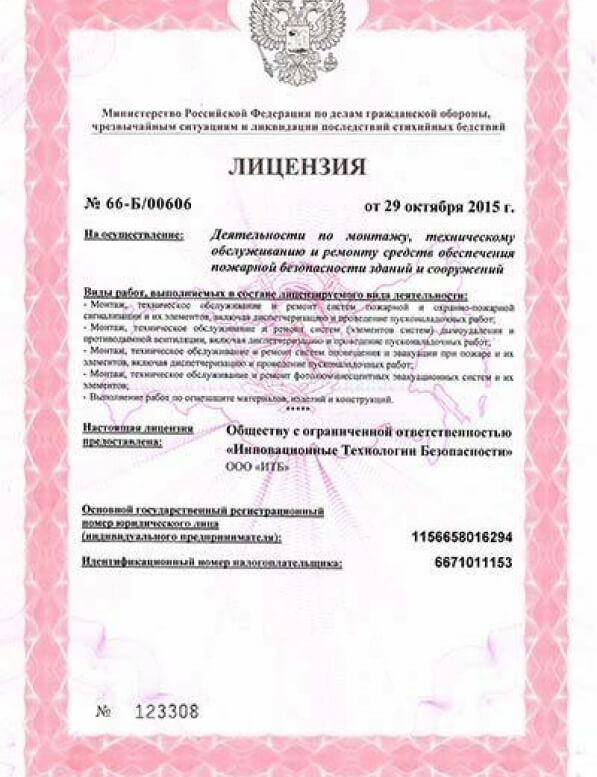 Министерство Российской Федерации по делам гражданской обороны,
чрезвычайным ситуациям и ликвидации последствий стихийных бедствий
ЛИЦЕНЗИЯ
№ 66-Б/00606 от 29 октября 2015 г.
На осуществление: Деятельности по монтажу, техническому
обслуживанию и ремонту средств обеспечения
пожарной безопасности зданий и сооружений
Виды работ, выполняемых в составе лицензируемого вида деятельности:
- Монтаж, техническое обслуживание и ремонт систем пожарной и охранно-пожарной
сигнализации и их элементов, включая диспетчеризацию и проведение пусконаладочных работ;
- Монтаж, техническое обслуживание и ремонт систем (элементов систем) дымоудаления и
противодымной вентиляции, включая диспетчеризацию и проведение пусконаладочных работ;
- Монтаж, техническое обслуживание и ремонт систем оповещения и эвакуации при пожаре и их
элементов, включая диспетчеризацию и проведение пусконаладочных работ;
- Монтаж, техническое обслуживание и ремонт фотолюминесцентных эвакуационных систем и их
элементов;
- Выполнение работ по огнезащите материалов, изделий и конструкций.
*****
Настоящая лицензия
предоставлена:
Обществу с ограниченной ответственностью
«Инновационные Технологии Безопасности»
ООО «ИТБ»
Основной государственный регистрационный
номер юридического лица
(индивидуального предпринимателя): 1156658016294
Идентификационный номер налогоплательщика: 6671011153
№ 123308